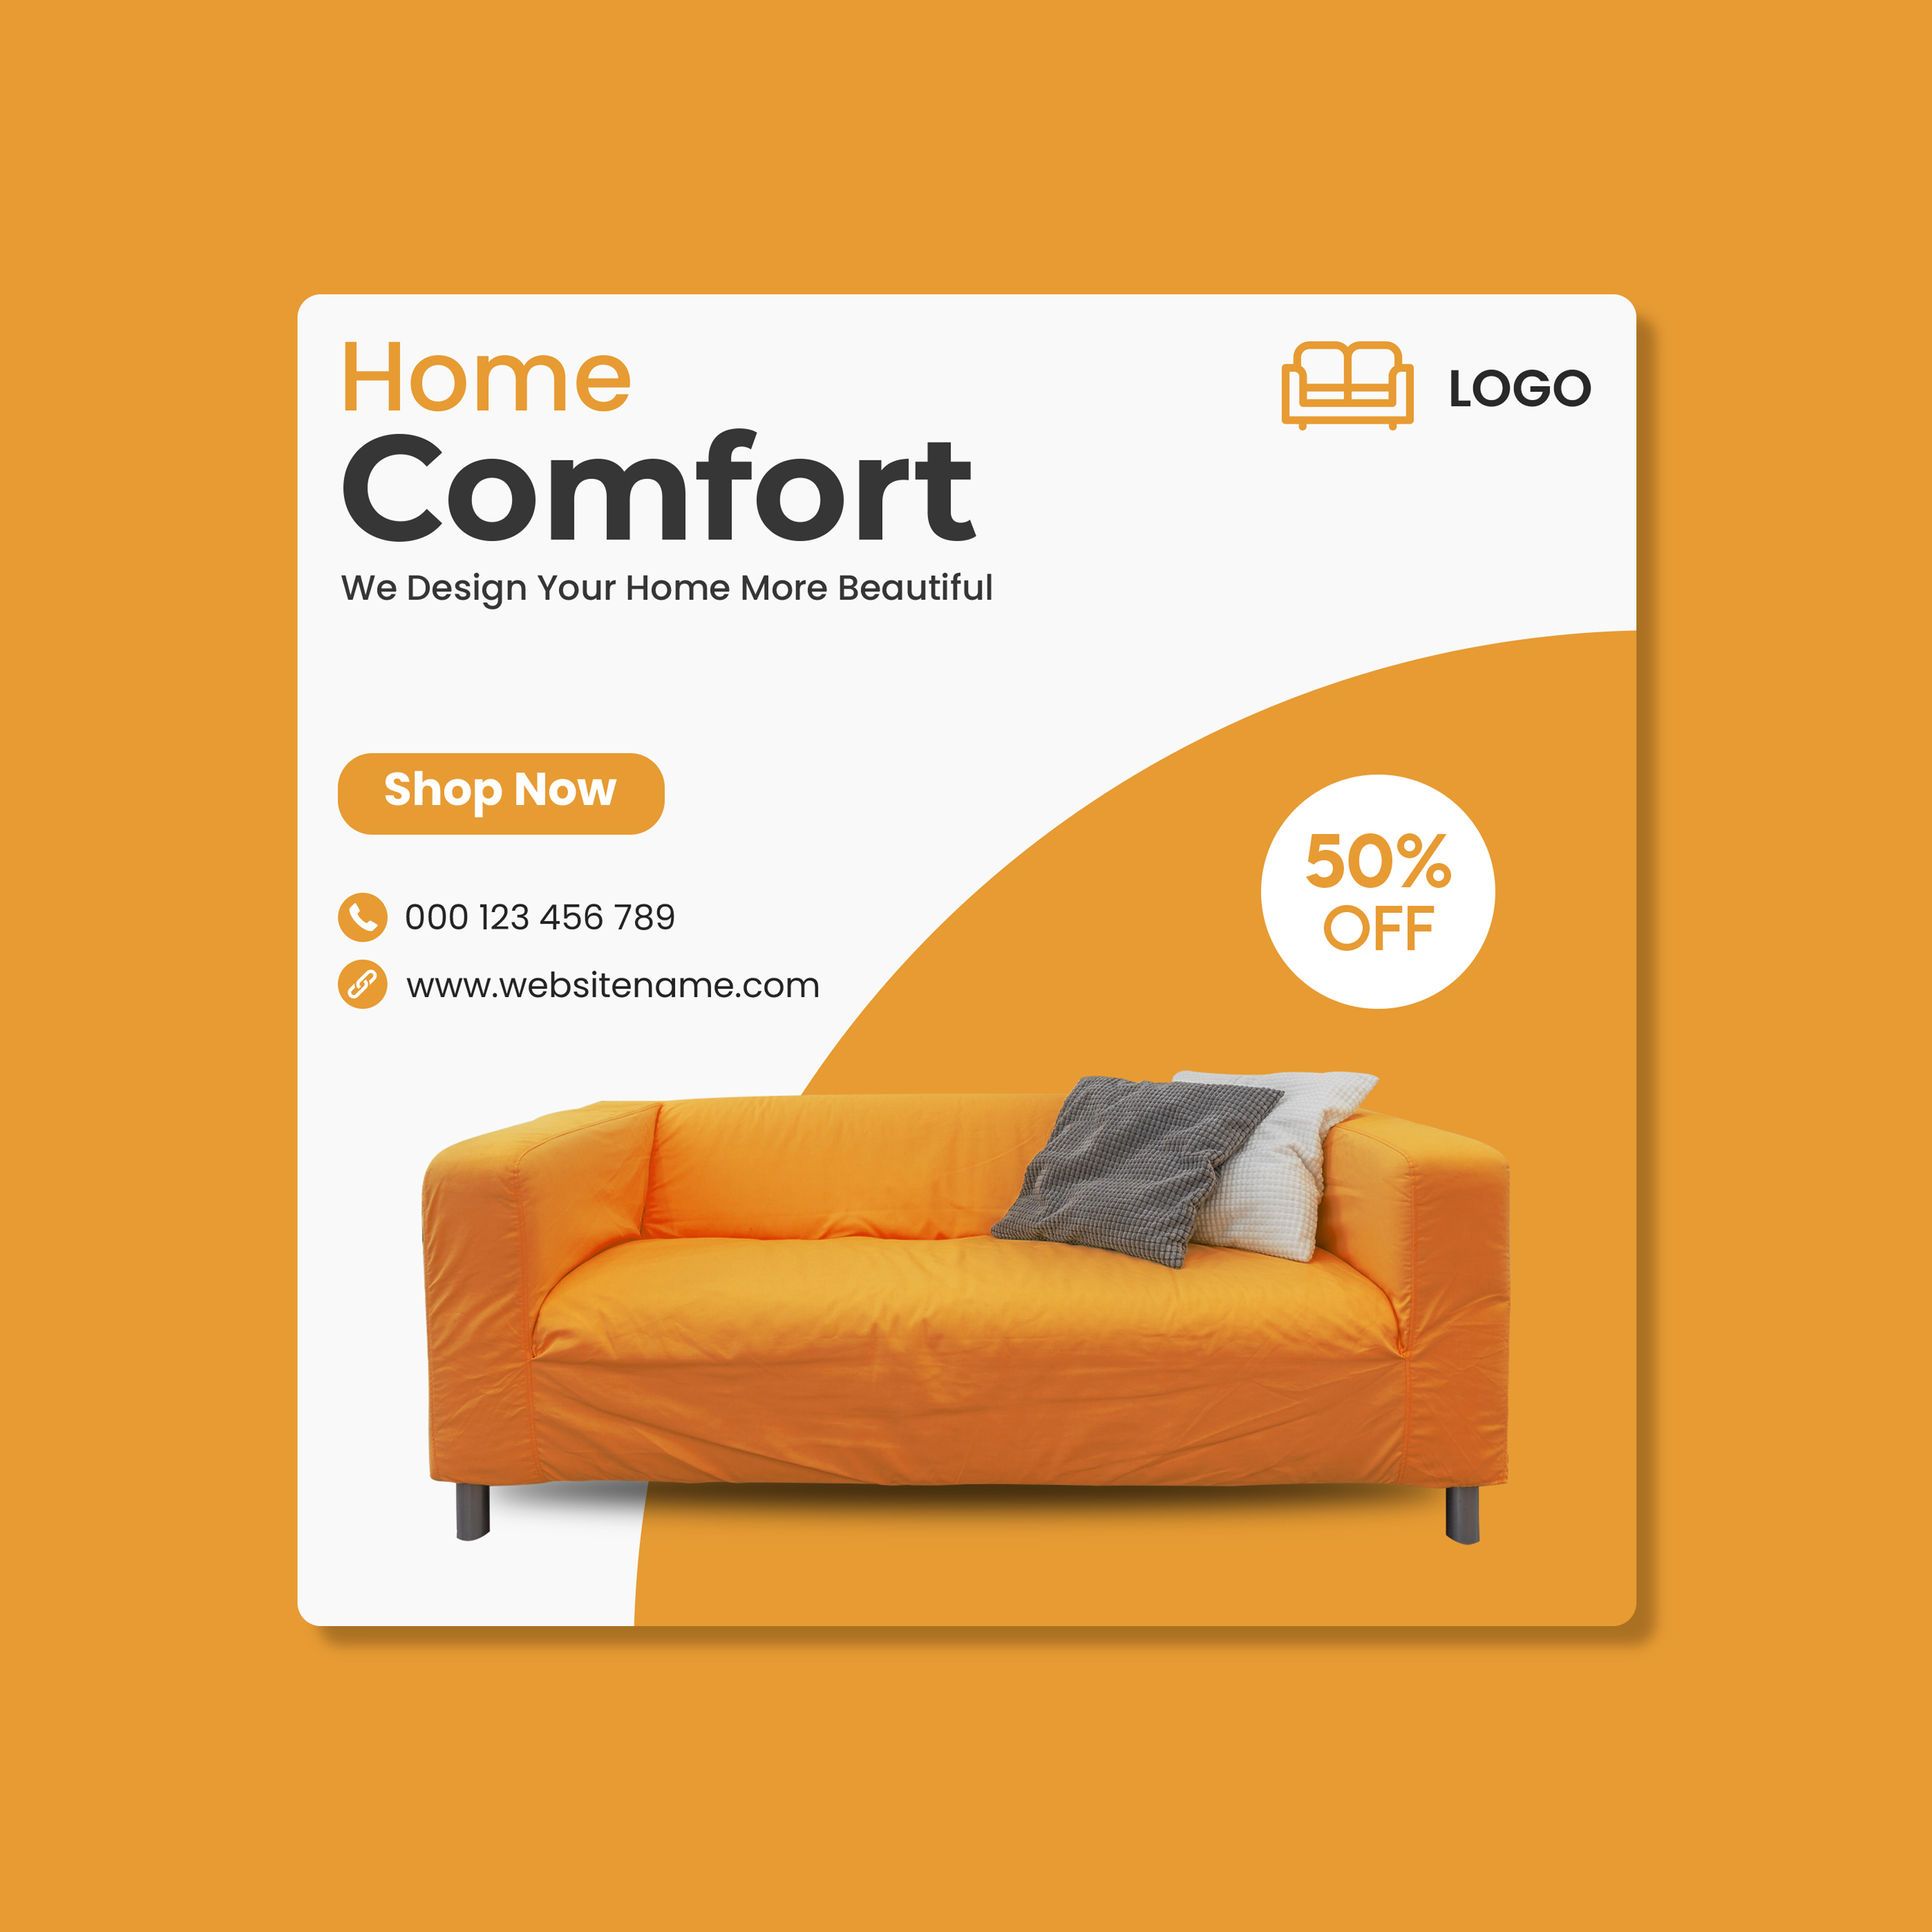 Home
Comfort
We Design Your Home More Beautiful
LOGO
Shop Now
000 123 456 789
www.websitename.com
50%
OFF